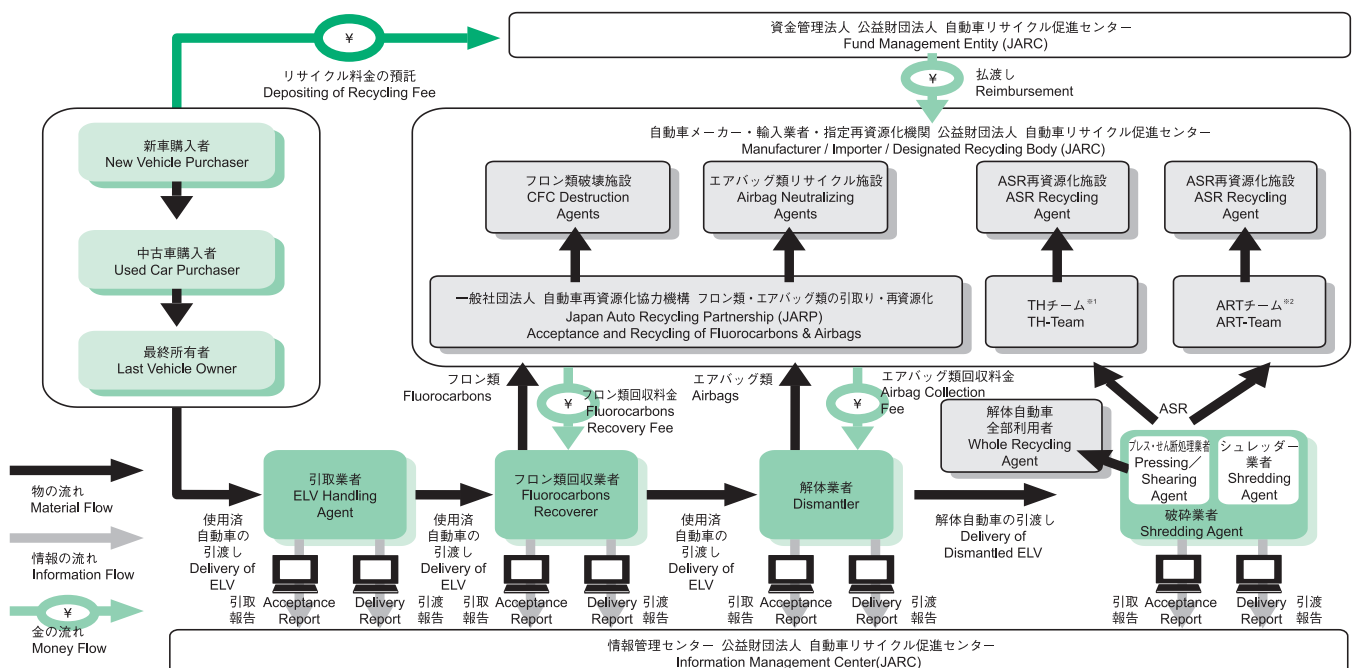 資金管理法人 公益財団法人 自動車リサイクル促進センター
Fund Management Entity (JARC)
¥
リサイクル料金の預託
Depositing of Recycling Fee
¥
払渡し
Reimbursement
新車購入者
New Vehicle Purchaser
中古車購入者
Used Car Purchaser
最終所有者
Last Vehicle Owner
自動車メーカー・輸入業者・指定再資源化機関 公益財団法人 自動車リサイクル促進センター
Manufacturer / Importer / Designated Recycling Body (JARC)
フロン類破壊施設
CFC Destruction
Agents
エアバッグ類リサイクル施設
Airbag Neutralizing
Agents
ASR再資源化施設
ASR Recycling
Agent
ASR再資源化施設
ASR Recycling
Agent
一般社団法人 自動車再資源化協力機構 フロン類・エアバッグ類の引取り・再資源化
Japan Auto Recycling Partnership (JARP)
Acceptance and Recycling of Fluorocarbons & Airbags
THチーム※1
TH-Team
ARTチーム※2
ART-Team
フロン類
Fluorocarbons
¥
フロン類回収料金
Fluorocarbons
Recovery Fee
エアバッグ類
Airbags
¥
エアバッグ類回収料金
Airbag Collection
Fee
ASR
解体自動車
全部利用者
Whole Recycling
Agent
プレス・せん断処理業者
Pressing／
Shearing
Agent
シュレッダー
業者
Shredding
Agent
破砕業者
Shredding Agent
引取業者
ELV Handling
Agent
フロン類回収業者
Fluorocarbons
Recoverer
解体業者
Dismantler
使用済
自動車の
引渡し
Delivery of
ELV
使用済
自動車の
引渡し
Delivery of
ELV
使用済
自動車の
引渡し
Delivery of
ELV
解体自動車の引渡し
Delivery of
Dismantled ELV
物の流れ
Material Flow
情報の流れ
Information Flow
¥
金の流れ
Money Flow
引取
報告
Acceptance
Report
Delivery
Report
引渡
報告
引取
報告
Acceptance
Report
Delivery
Report
引渡
報告
引取
報告
Acceptance
Report
Delivery
Report
引渡
報告
引取
報告
Acceptance
Report
Delivery
Report
引渡
報告
情報管理センター 公益財団法人 自動車リサイクル促進センター
Information Management Center(JARC)